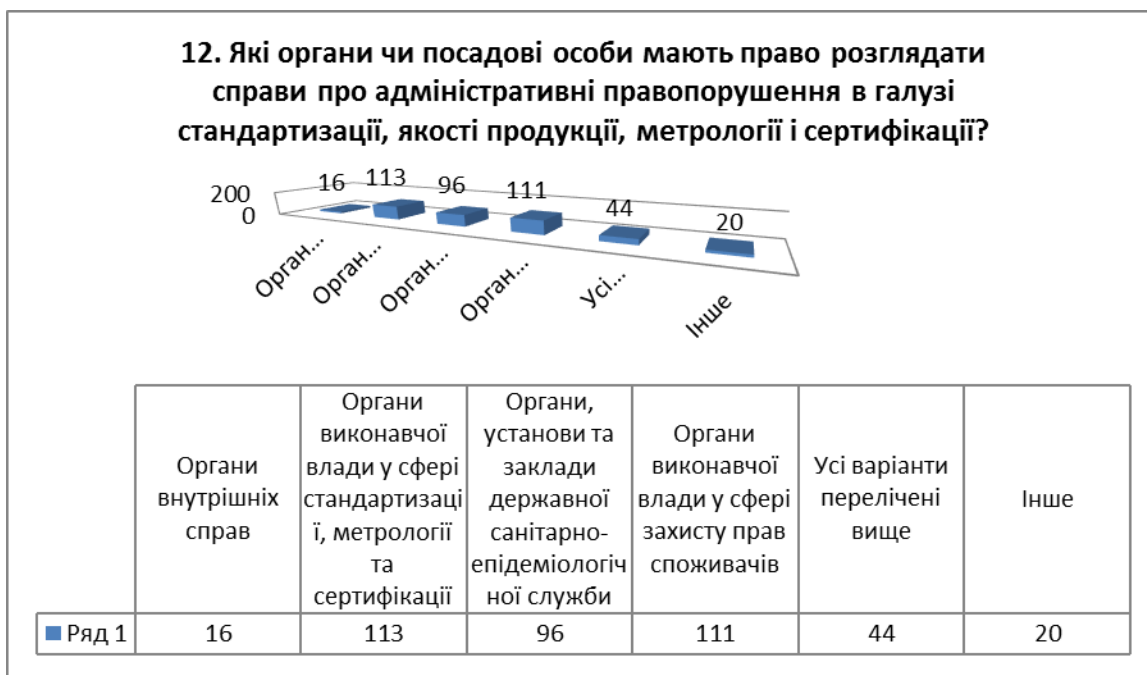 12. Які органи чи посадові особи мають право розглядати
справи про адміністративні правопорушення в галузі
стандартизації, якості продукції, метрології і сертифікації?
200
0
16
113
96
111
44
20
Орган...
Орган...
Орган...
Орган...
Усі...
Інше
Органи
внутрішніх
справ
Органи
виконавчої
влади у сфері
стандартизаці
ї, метрології
та
сертифікації
Органи,
установи та
заклади
державної
санітарно-
епідеміологіч
ної служби
Органи
виконавчої
влади у сфері
захисту прав
споживачів
Усі варіанти
перелічені
вище
Інше
Ряд 1
16
113
96
111
44
20